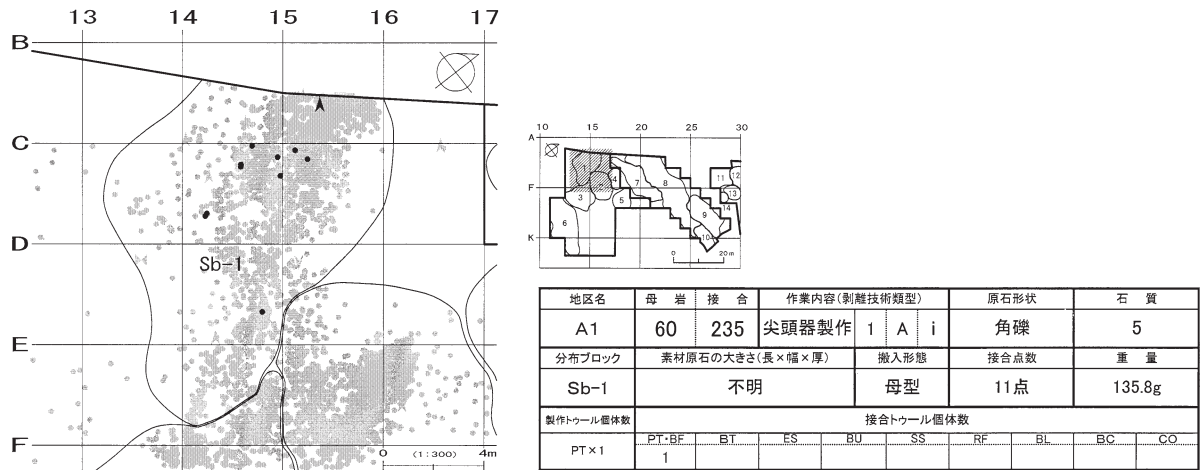 13 14 15 16 17
B
C
D
Sb-1
E
F
0 (1:300) 4m
10 15 20 25 30
A
F
K
1
2
3
4
5
6
7
8
9
10
11
12
13
14
0 20m
地区名 母岩 接合 作業内容(剥離技術類型) 原石形状 石質
A1 60 235 尖頭器製作 1 A i 角礫 5
分布ブロック 素材原石の大きさ(長×幅×厚) 搬入形態 接合点数 重量
Sb-1 不明 母型 11点 135.8g
製作トゥール個体数 接合トゥール個体数
PT×1 PT・BF BT ES BU SS RF BL BC CO
1